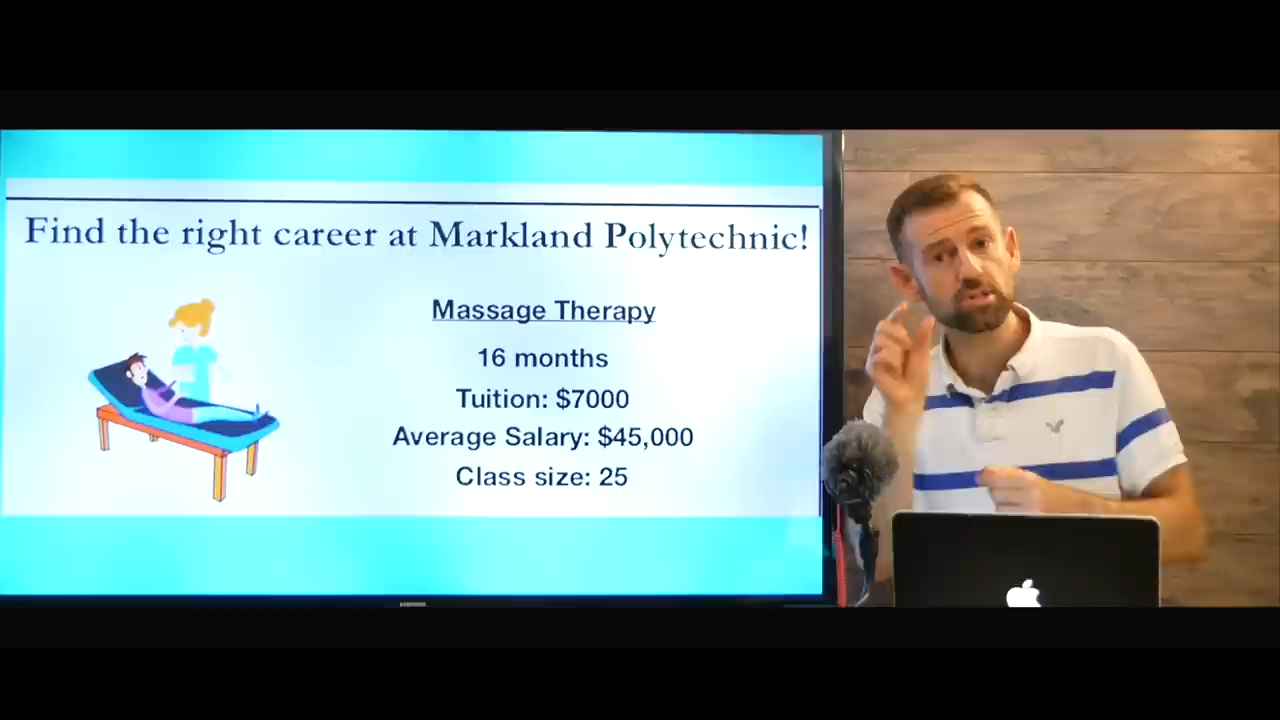 Find the right career at Markland Polytechnic!
Massage Therapy
16 months
Tuition: $7000
Average Salary: $45,000
Class size: 25